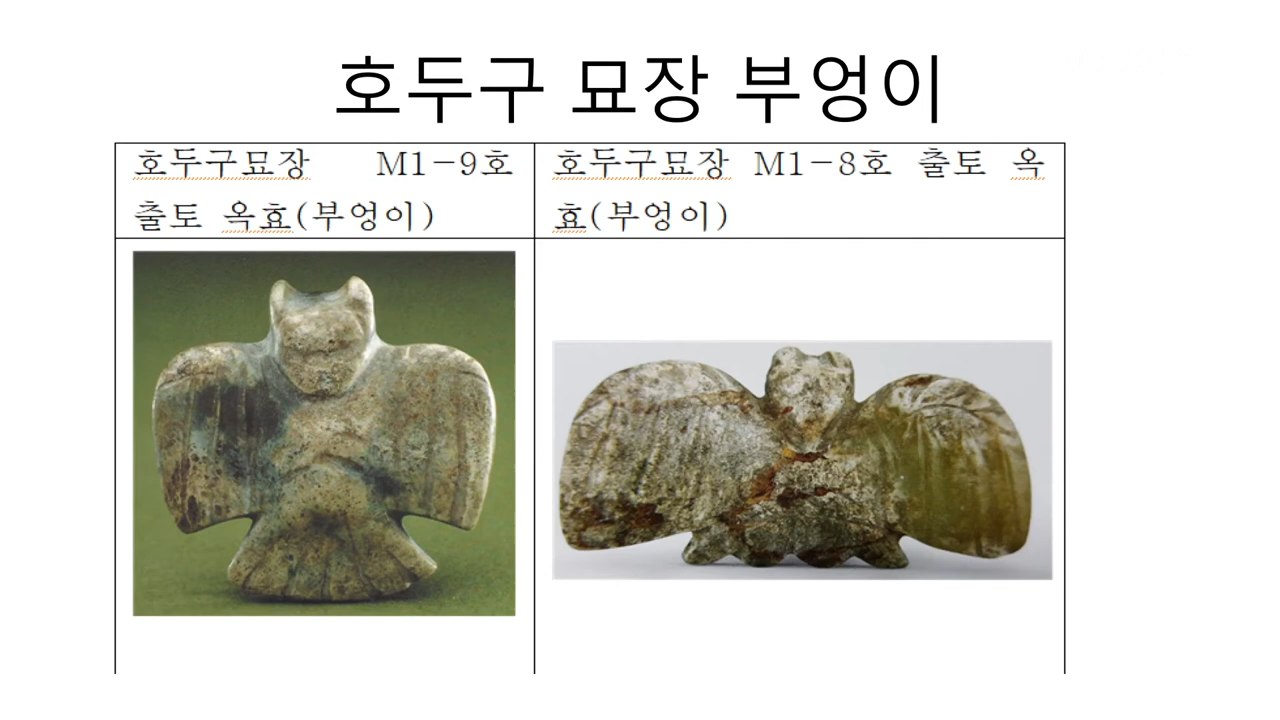 호두구 묘장 부엉이
호두구묘장 M1-9호
출토 옥효(부엉이)
호두구묘장 M1-8호 출토 옥
효(부엉이)